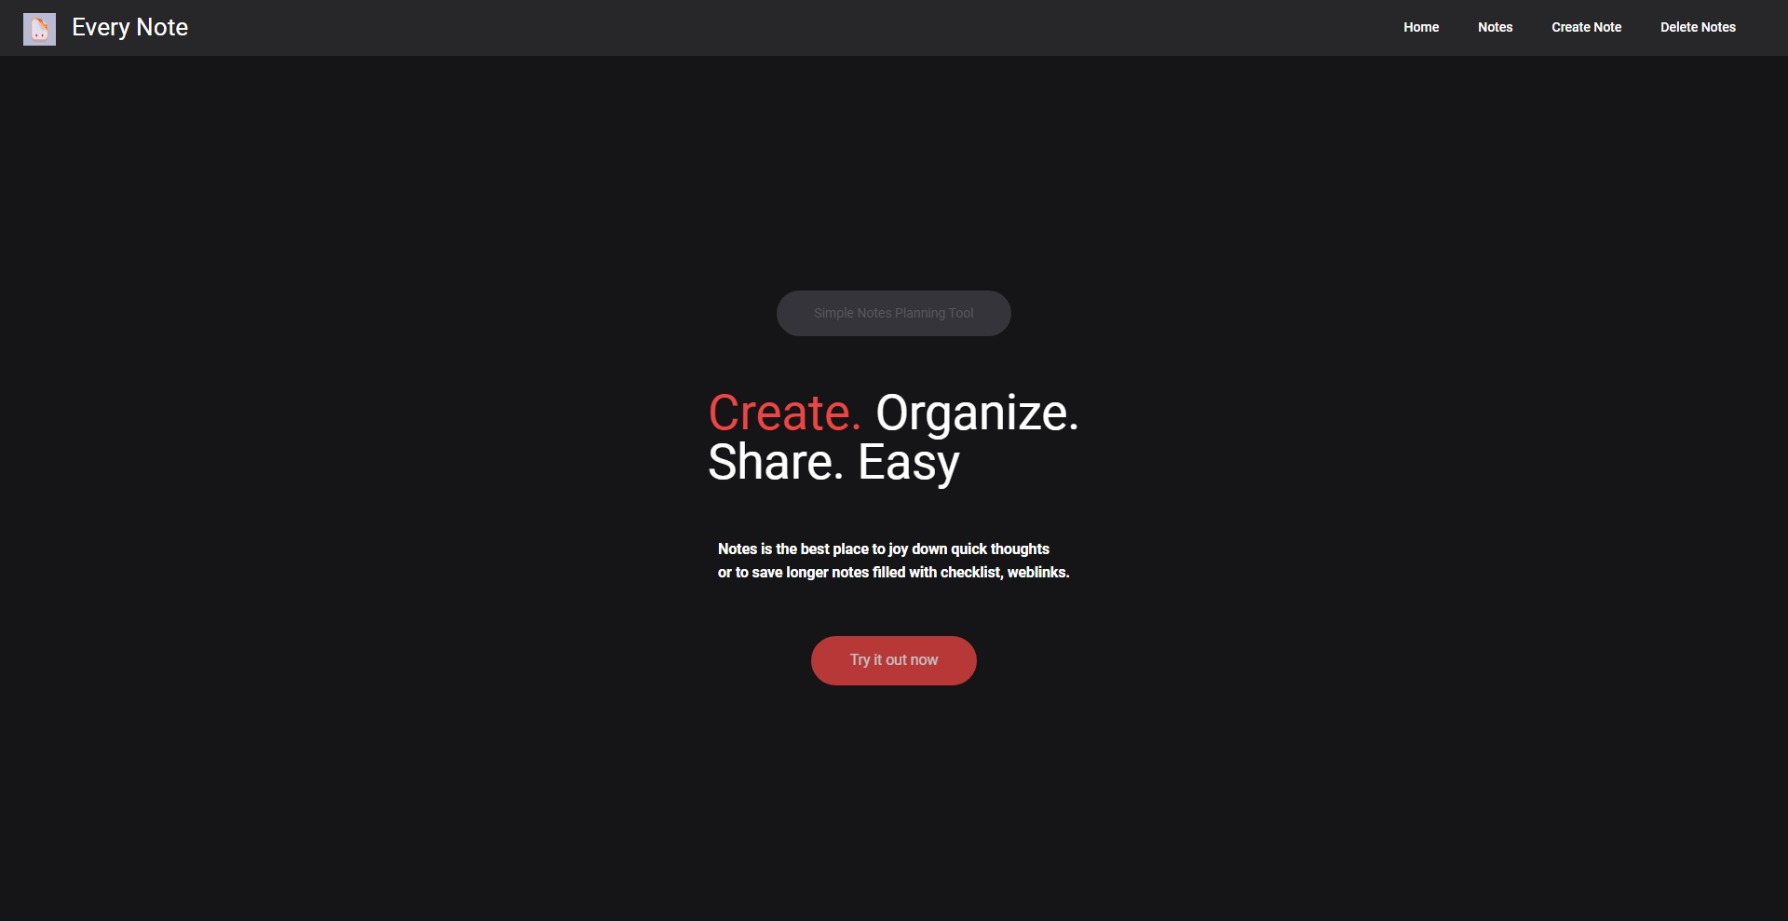 Every Note
Home
Notes
Create Note
Delete Notes
Simple Notes Planning Tool
Create. Organize.
Share. Easy
Notes is the best place to joy down quick thoughts
or to save longer notes filled with checklist, weblinks.
Try it out now